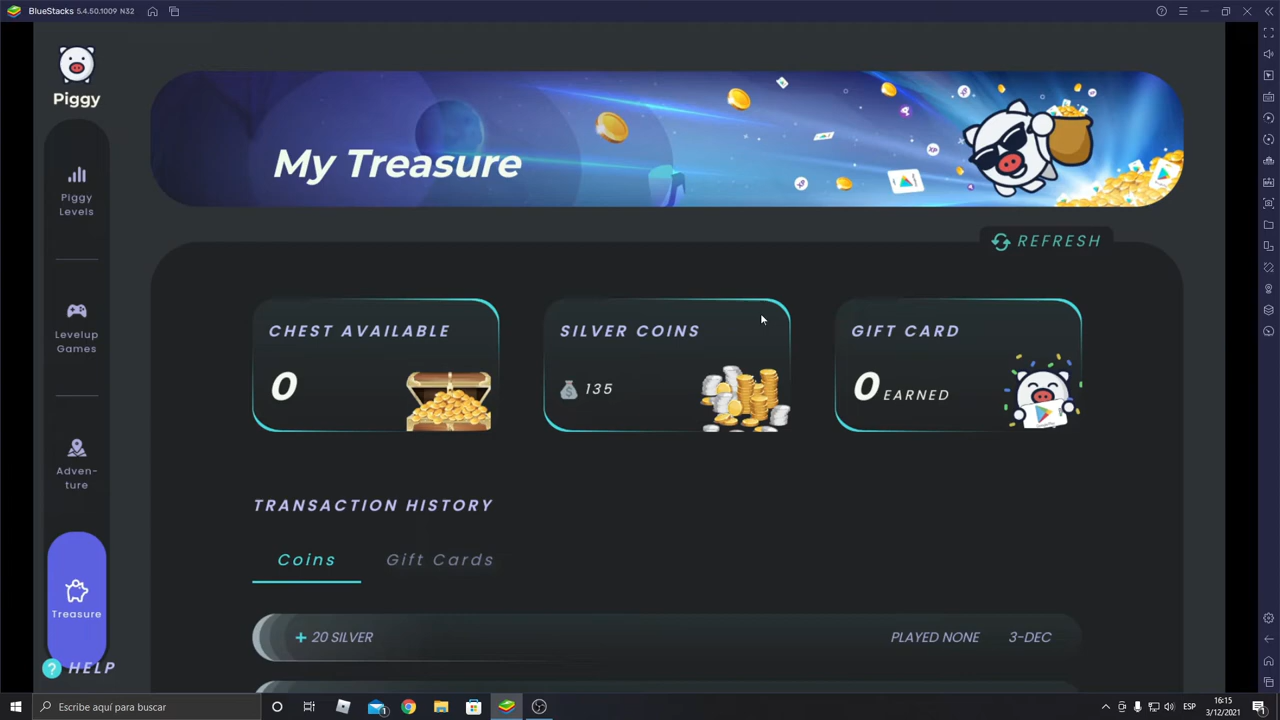 BlueStacks 5.4.50.1009 N32
Piggy
My Treasure
Piggy
Levels
REFRESH
CHEST AVAILABLE
SILVER COINS
GIFT CARD
Levelup
Games
0
135
0 EARNED
Adven-
ture
TRANSACTION HISTORY
Coins
Gift Cards
Treasure
+ 20 SILVER
PLAYED NONE
3-DEC
? HELP
Escribe aquí para buscar
ESP
16:15
3/12/2021